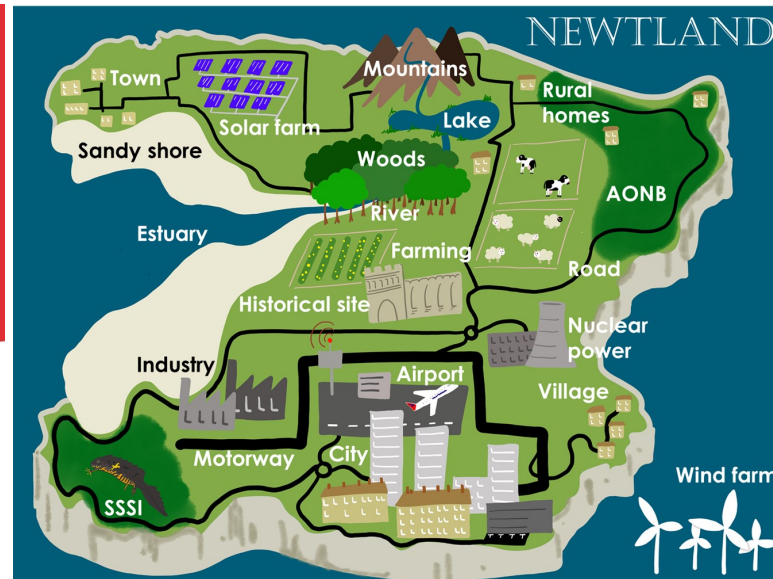 NEWTLAND
Town
Mountains
Rural
homes
Solar farm
Lake
Sandy shore
Woods
AONB
River
Estuary
Farming
Road
Historical site
Nuclear
power
Industry
Airport
Village
Motorway
City
Wind farm
SSSI